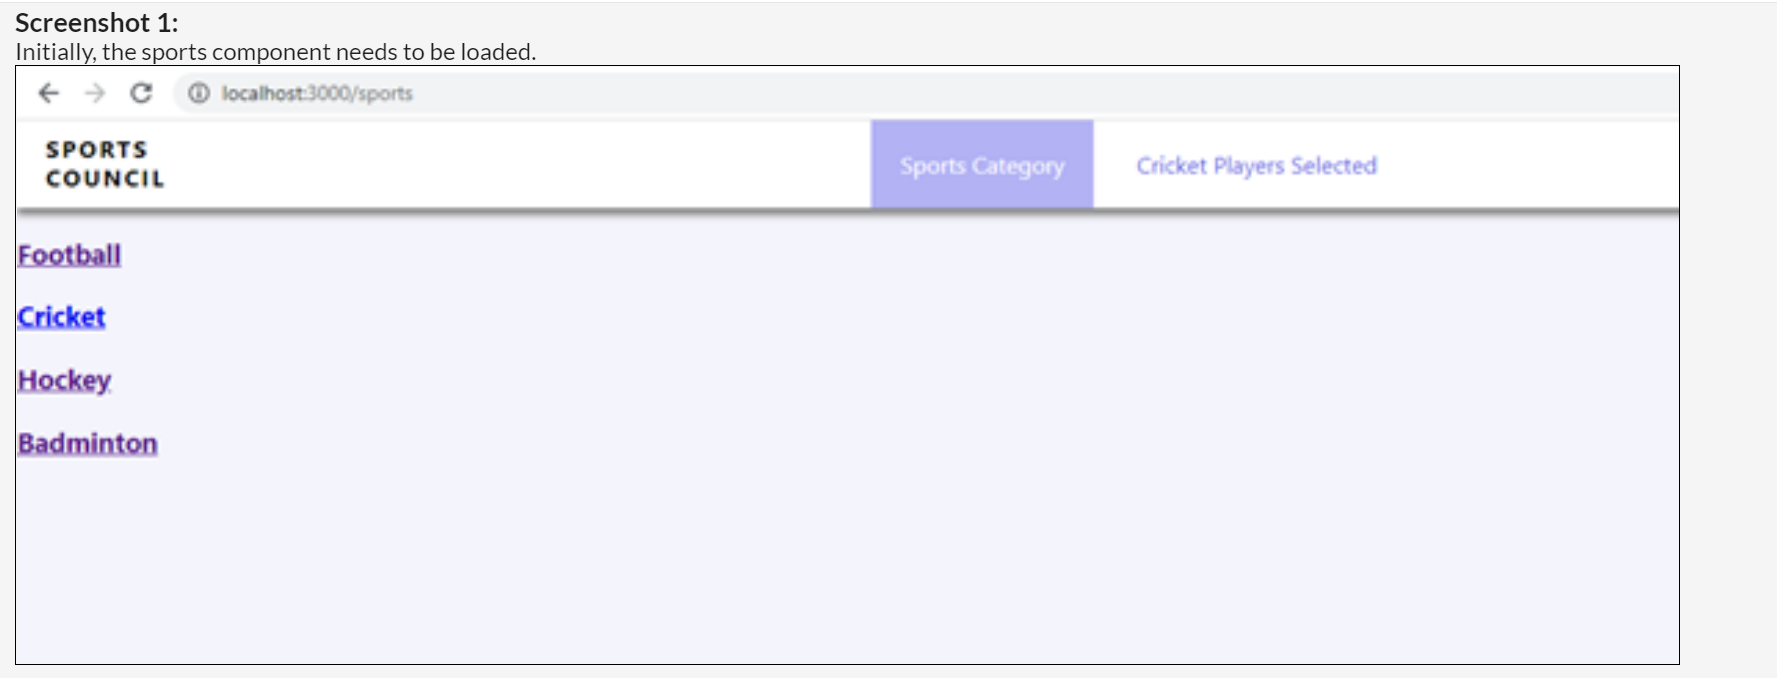 Screenshot 1:
Initially, the sports component needs to be loaded.
localhost:3000/sports
SPORTS
COUNCIL
Sports Category
Cricket Players Selected
Football
Cricket
Hockey
Badminton